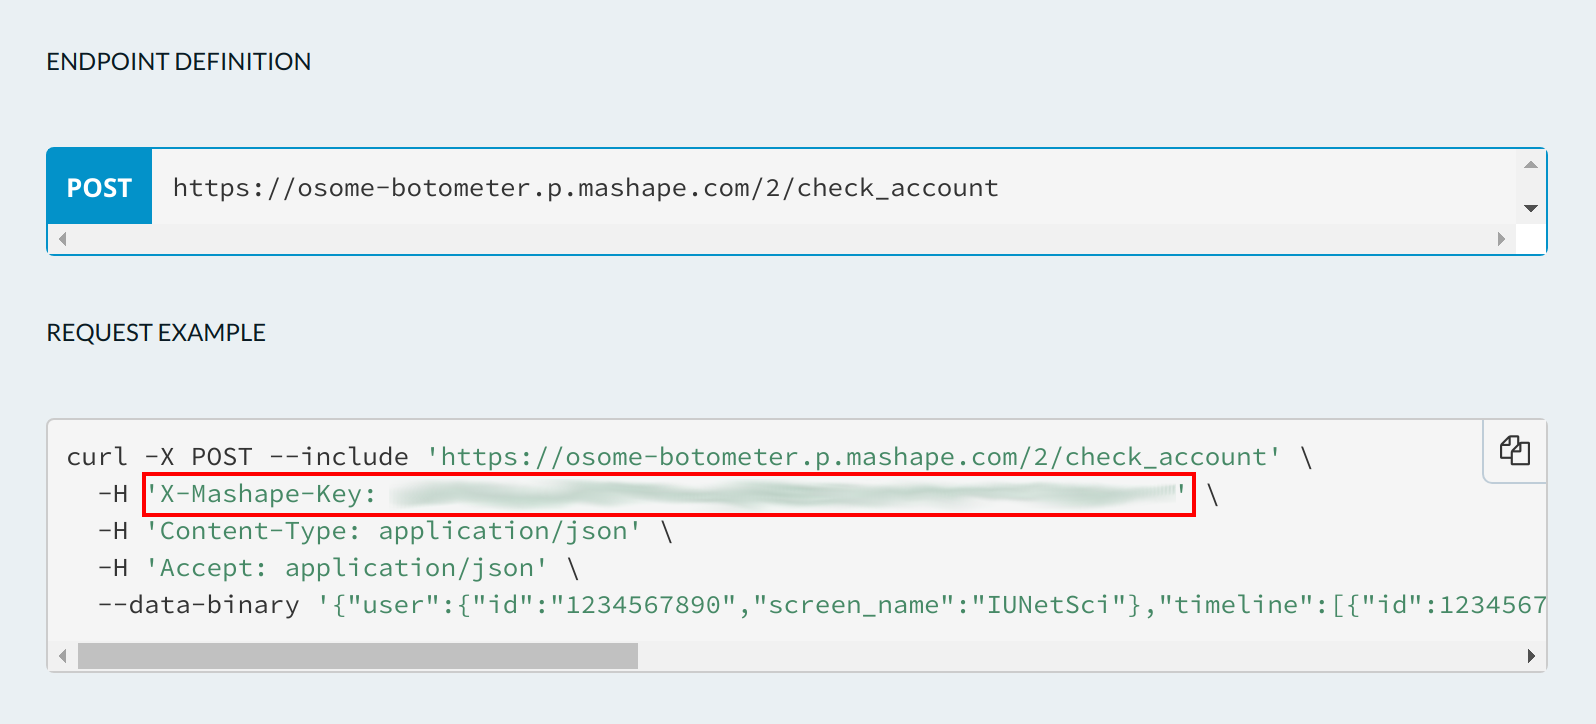 ENDPOINT DEFINITION
POST https://osome-botometer.p.mashape.com/2/check_account
REQUEST EXAMPLE
curl -X POST --include 'https://osome-botometer.p.mashape.com/2/check_account' \
-H 'X-Mashape-Key: ' \
-H 'Content-Type: application/json' \
-H 'Accept: application/json' \
--data-binary '{"user":{"id":"1234567890","screen_name":"IUNetSci"},"timeline":[{"id":1234567